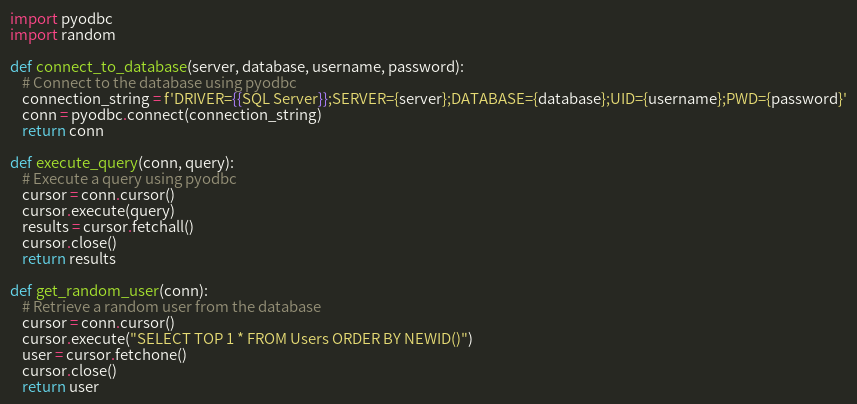 import pyodbc
import random

def connect_to_database(server, database, username, password):
    # Connect to the database using pyodbc
    connection_string = f'DRIVER={{SQL Server}};SERVER={server};DATABASE={database};UID={username};PWD={password}'
    conn = pyodbc.connect(connection_string)
    return conn

def execute_query(conn, query):
    # Execute a query using pyodbc
    cursor = conn.cursor()
    cursor.execute(query)
    results = cursor.fetchall()
    cursor.close()
    return results

def get_random_user(conn):
    # Retrieve a random user from the database
    cursor = conn.cursor()
    cursor.execute("SELECT TOP 1 * FROM Users ORDER BY NEWID()")
    user = cursor.fetchone()
    cursor.close()
    return user